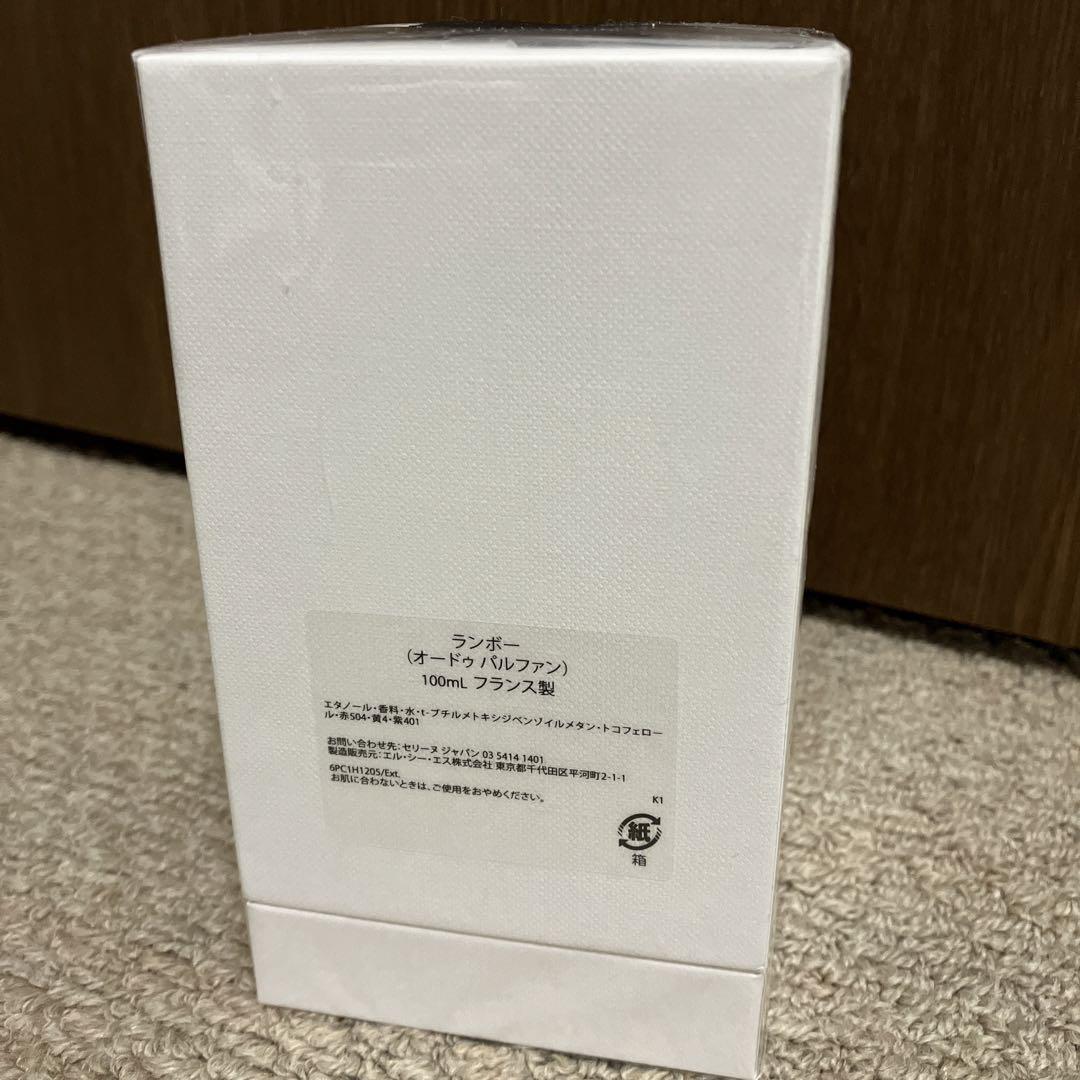 ランボー
（オードゥ パルファン）
100mL フランス製
エタノール・香料・水・t-ブチルメトキシジベンゾイルメタン・トコフェロー
ル・赤504・黄4・紫401
お問い合わせ先：セリーヌ ジャパン 03 5414 1401
製造販売元：エル・シー・エス株式会社 東京都千代田区平河町2-1-1
6PC1H1205/Ext.
お肌に合わないときは、ご使用をおやめください。
K1
紙
箱